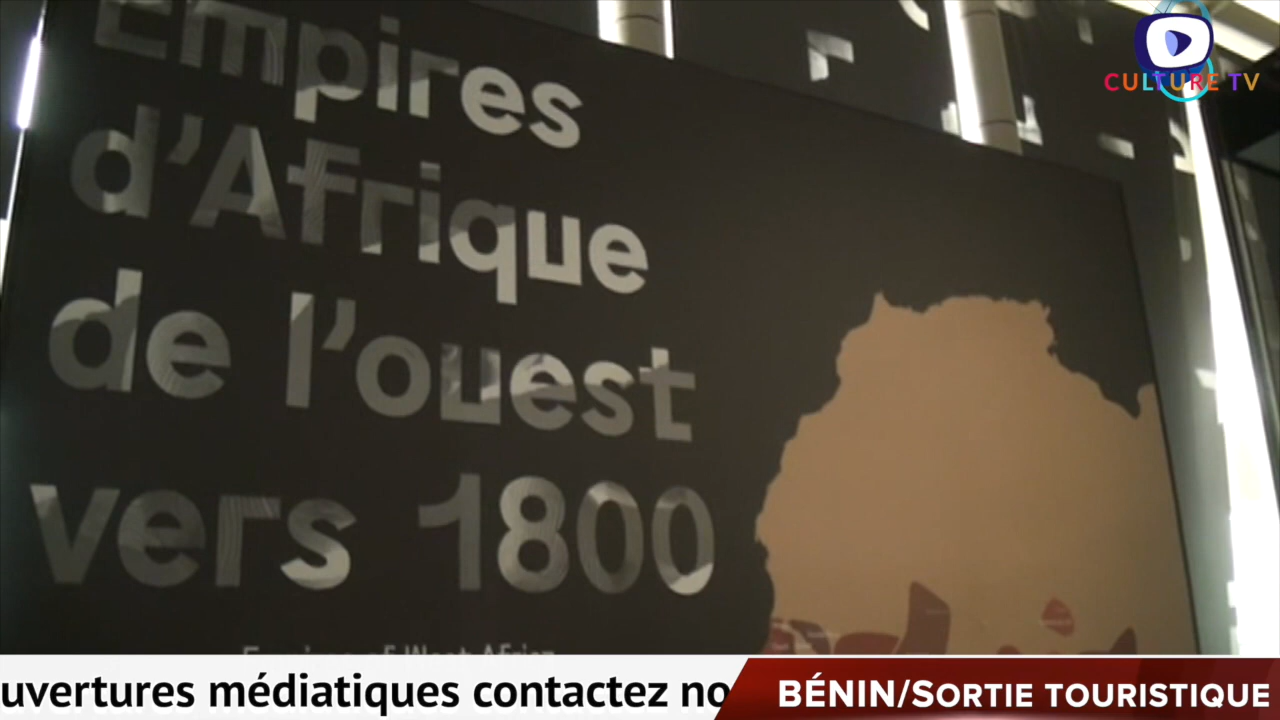 Empires
d'Afrique
de l'ouest
vers 1800
CULTURE TV
uvertures médiatiques contactez no
BÉNIN/SORTIE TOURISTIQUE